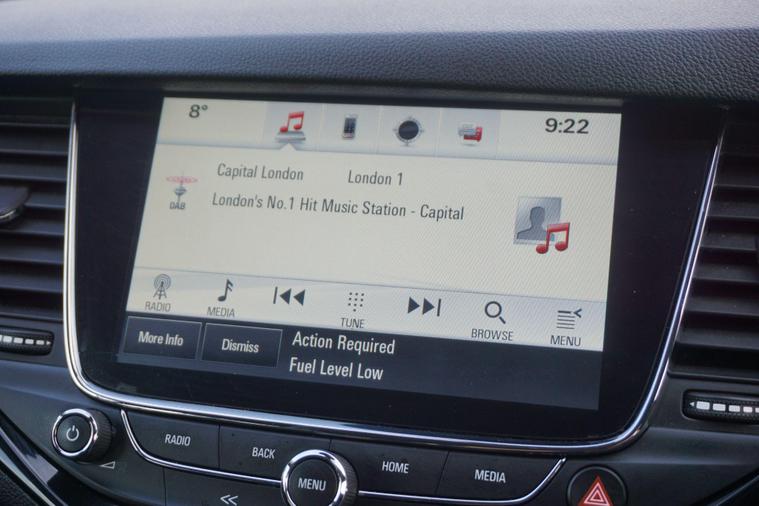 8°
9:22
Capital London London 1
DAB
London's No.1 Hit Music Station - Capital
RADIO
MEDIA
TUNE
BROWSE
MENU
More Info
Dismiss
Action Required
Fuel Level Low
RADIO
BACK
MENU
HOME
MEDIA